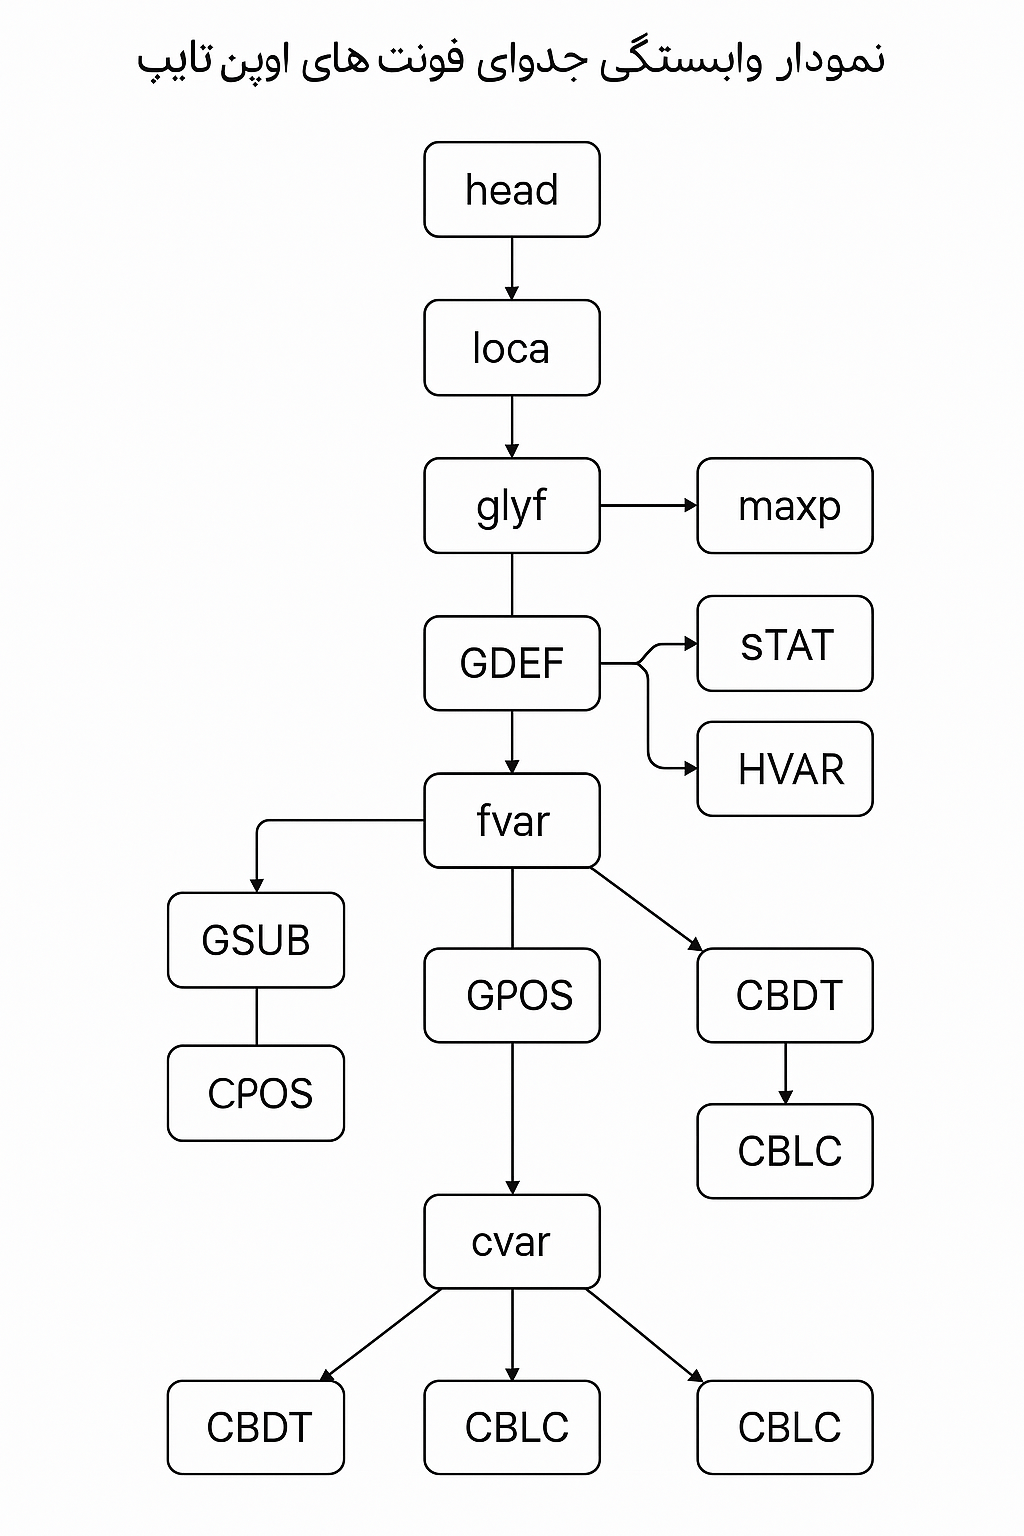 نمودار وابستگی جدوای فونت های اوپن تایپ
head
loca
glyf
maxp
GDEF
sTAT
HVAR
fvar
GSUB
GPOS
CBDT
CPOS
CBLC
cvar
CBDT
CBLC
CBLC